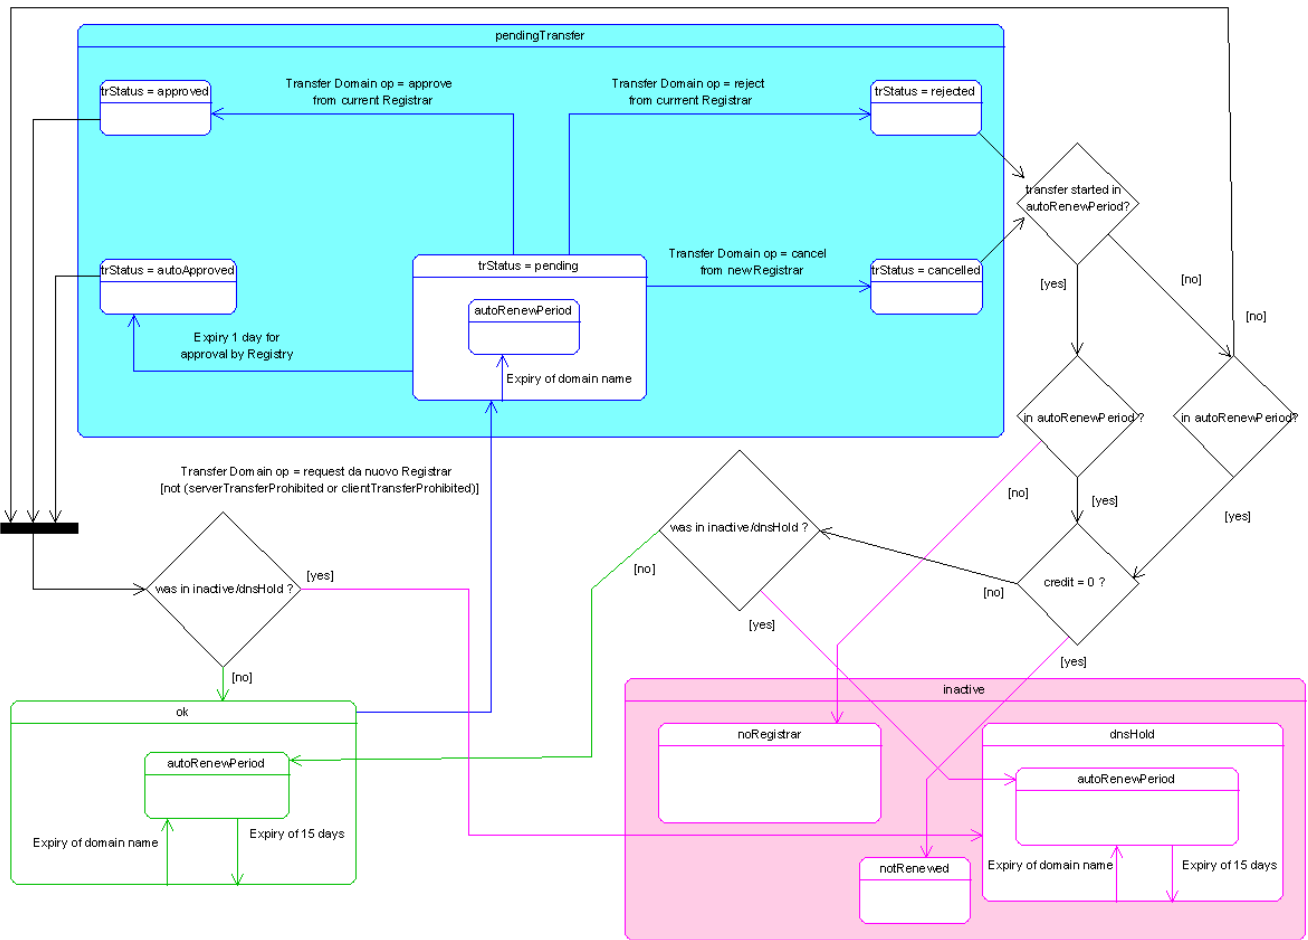 pendingTransfer
trStatus = approved
Transfer Domain op = approve
from current Registrar
Transfer Domain op = reject
from currrent Registrar
trStatus = rejected
transfer started in
autoRenewPeriod?
trStatus = autoApproved
trStatus = pending
Transfer Domain op = cancel
from new Registrar
trStatus = cancelled
[yes]
[no]
[no]
autoRenewPeriod
Expiry 1 day for
approval by Registry
Expiry of domain name
in autoRenewPeriod ?
in autoRenewPeriod?
Transfer Domain op = request da nuovo Registrar
[not (serverTransferProhibited or clientTransferProhibited)]
[no]
[yes]
[yes]
was in inactive/dnsHold ?
was in inactive/dnsHold ?
[yes]
[no]
credit = 0 ?
[no]
[yes]
[yes]
[no]
ok
inactive
autoRenewPeriod
noRegistrar
dnsHold
autoRenewPeriod
Expiry of domain name
Expiry of 15 days
notRenewed
Expiry of domain name
Expiry of 15 days